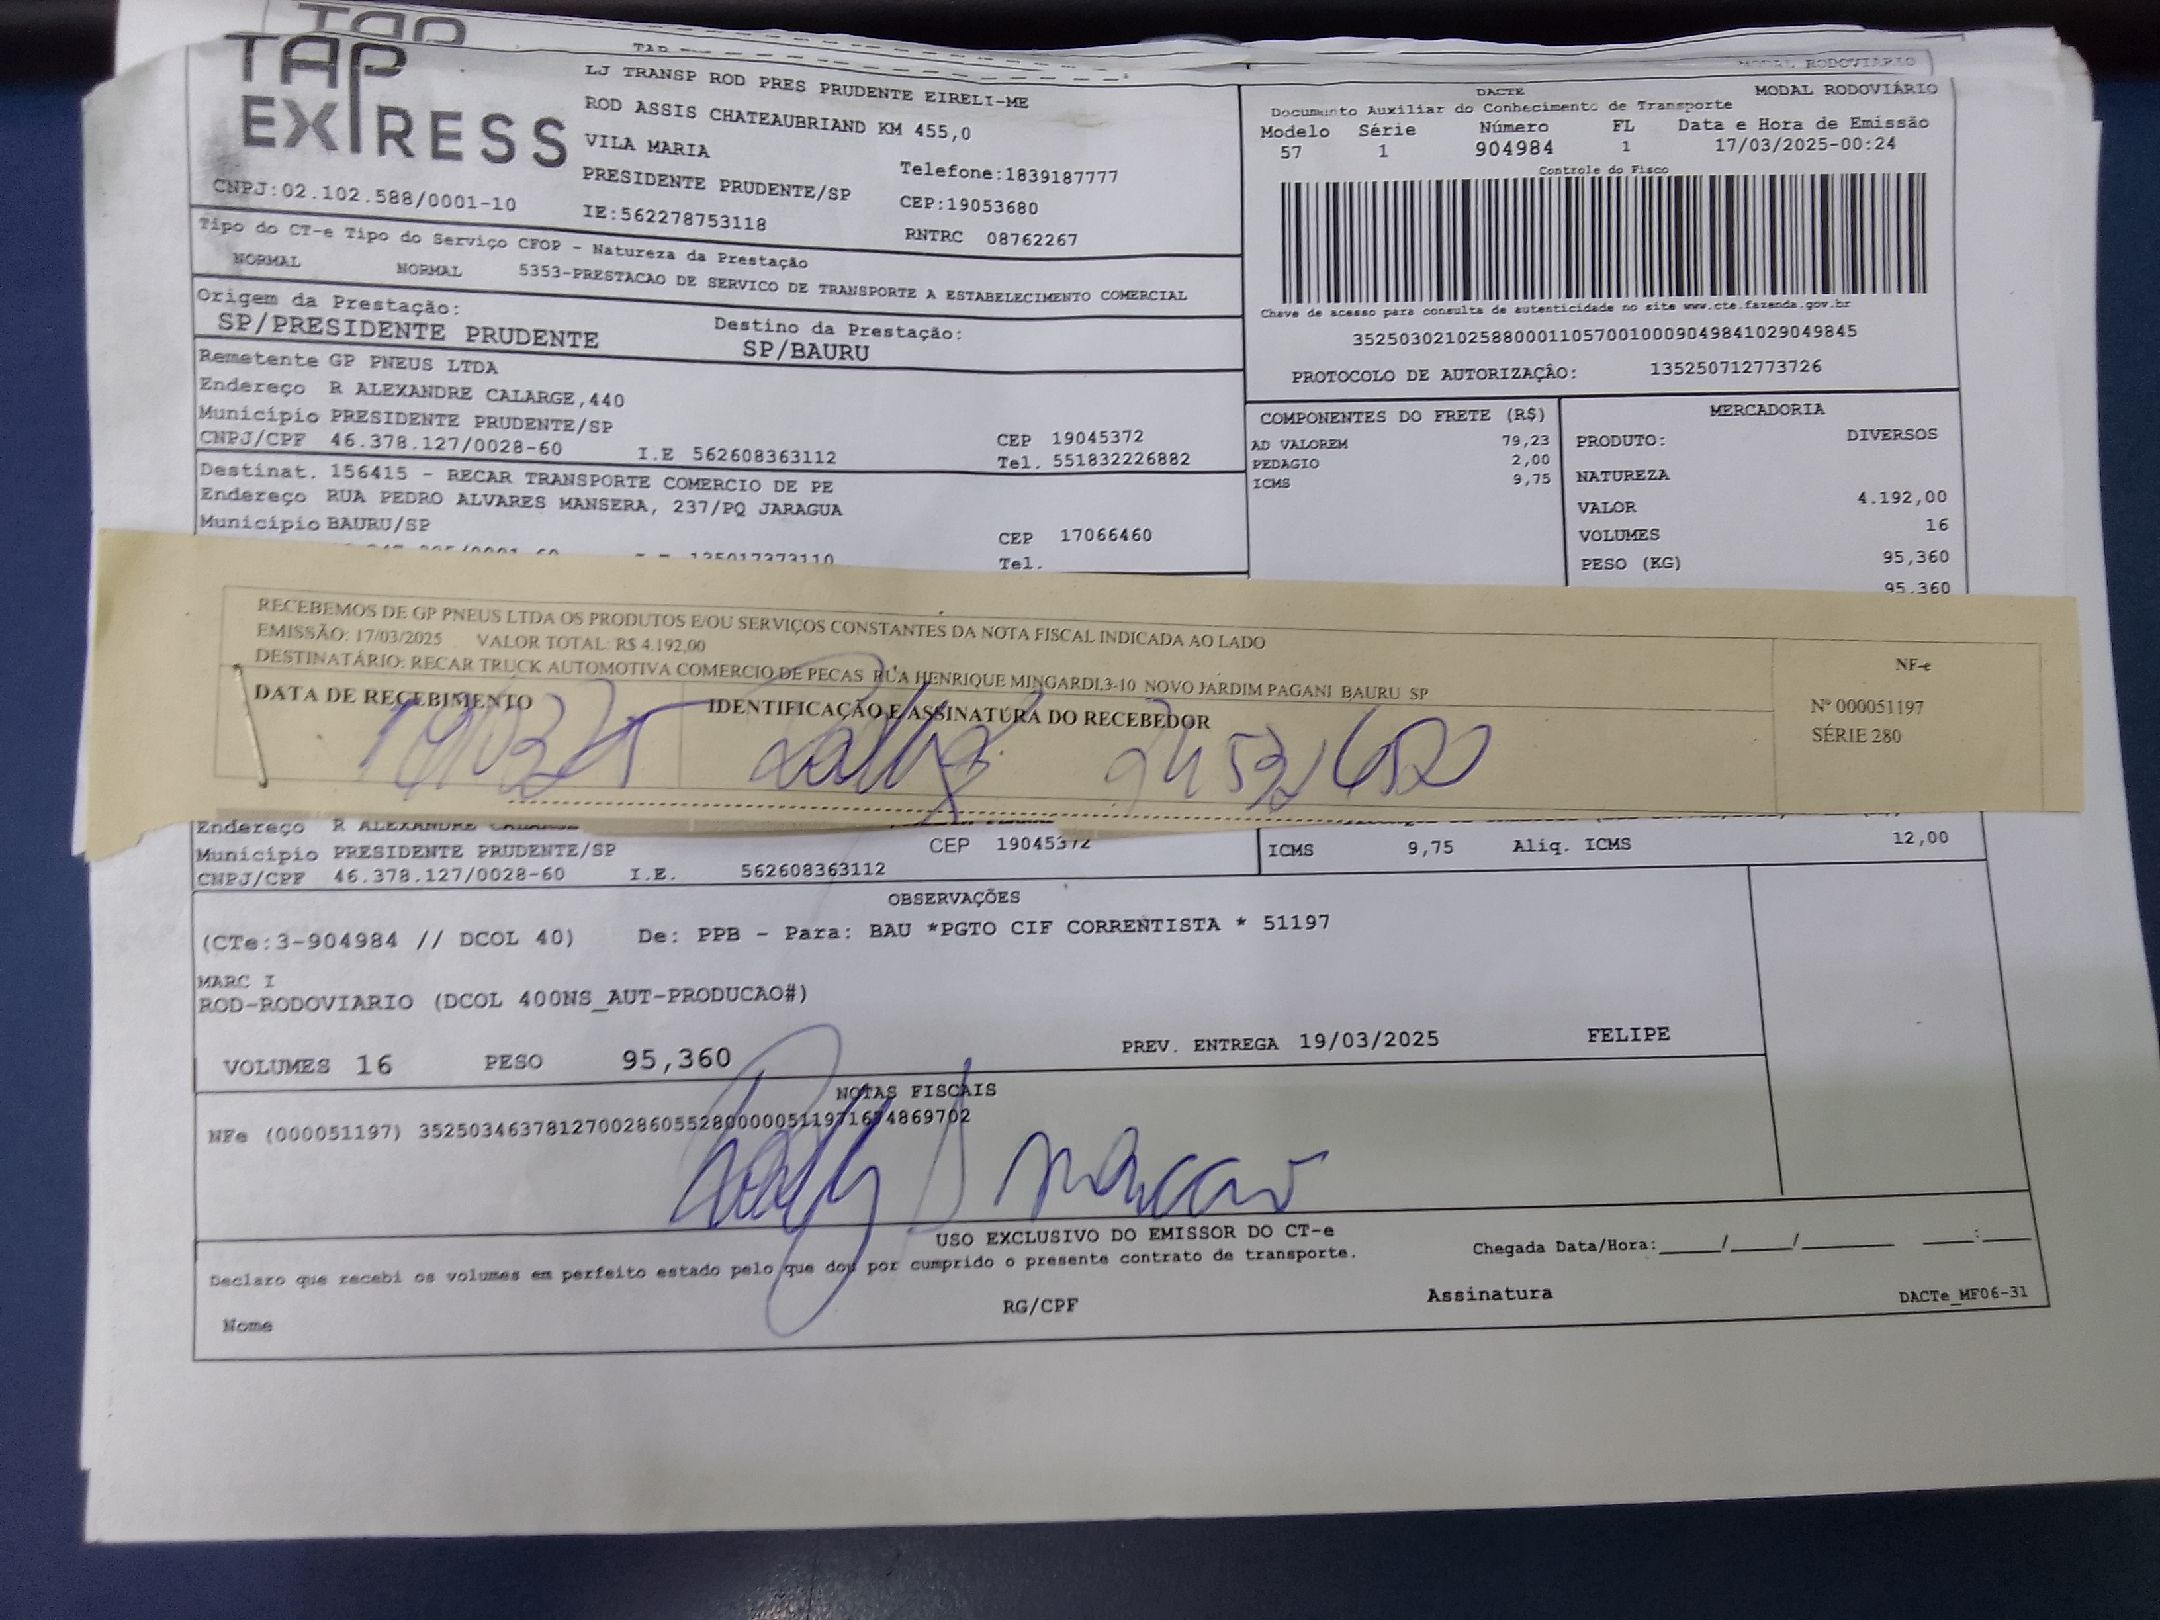 TAP
TAP EXPRESS
LJ TRANSP ROD PRES PRUDENTE EIRELI-ME
ROD ASSIS CHATEAUBRIAND KM 455,0
VILA MARIA
PRESIDENTE PRUDENTE/SP
Telefone:1839187777
CEP:19053680
CNPJ:02.102.588/0001-10
IE:562278753118
RNTRC 08762267
MODAL RODOVIÁRIO
DACTE MODAL RODOVIÁRIO
Documento Auxiliar do Conhecimento de Transporte
Modelo Série Número FL Data e Hora de Emissão
57 1 904984 1 17/03/2025-00:24
Controle do Fisco
Chave de acesso para consulta de autenticidade no site www.cte.fazenda.gov.br
35250302102588000110570010009049841029049845
PROTOCOLO DE AUTORIZAÇÃO: 135250712773726
Tipo do CT-e Tipo do Serviço CFOP - Natureza da Prestação
NORMAL NORMAL 5353-PRESTACAO DE SERVICO DE TRANSPORTE A ESTABELECIMENTO COMERCIAL
Origem da Prestação: Destino da Prestação:
SP/PRESIDENTE PRUDENTE SP/BAURU
Remetente GP PNEUS LTDA
Endereço R ALEXANDRE CALARGE,440
Município PRESIDENTE PRUDENTE/SP CEP 19045372
CNPJ/CPF 46.378.127/0028-60 I.E 562608363112 Tel. 551832226882
Destinat. 156415 - RECAR TRANSPORTE COMERCIO DE PE
Endereço RUA PEDRO ALVARES MANSERA, 237/PQ JARAGUA
Município BAURU/SP CEP 17066460
Tel.
COMPONENTES DO FRETE (R$)
AD VALOREM 79,23
PEDAGIO 2,00
ICMS 9,75
MERCADORIA
PRODUTO: DIVERSOS
NATUREZA
VALOR 4.192,00
VOLUMES 16
PESO (KG) 95,360
95,360
RECEBEMOS DE GP PNEUS LTDA OS PRODUTOS E/OU SERVIÇOS CONSTANTES DA NOTA FISCAL INDICADA AO LADO
EMISSÃO: 17/03/2025 VALOR TOTAL: R$ 4.192,00
DESTINATÁRIO: RECAR TRUCK AUTOMOTIVA COMERCIO DE PECAS RUA HENRIQUE MINGARDI,3-10 NOVO JARDIM PAGANI BAURU SP
DATA DE RECEBIMENTO IDENTIFICAÇÃO E ASSINATURA DO RECEBEDOR
NF-e
Nº 000051197
SÉRIE 280
Endereço R ALEXANDRE
Município PRESIDENTE PRUDENTE/SP CEP 19045372
CNPJ/CPF 46.378.127/0028-60 I.E. 562608363112
ICMS 9,75 Aliq. ICMS 12,00
OBSERVAÇÕES
(CTe:3-904984 // DCOL 40) De: PPB - Para: BAU *PGTO CIF CORRENTISTA * 51197
MARC I
ROD-RODOVIARIO (DCOL 400NS_AUT-PRODUCAO#)
VOLUMES 16 PESO 95,360 PREV. ENTREGA 19/03/2025 FELIPE
NOTAS FISCAIS
NFe (000051197)
USO EXCLUSIVO DO EMISSOR DO CT-e
Declaro que recebi os volumes em perfeito estado pelo que dou por cumprido o presente contrato de transporte.
Chegada Data/Hora:_____/_____/________ ____:____
Nome RG/CPF Assinatura
DACTe_MF06-31